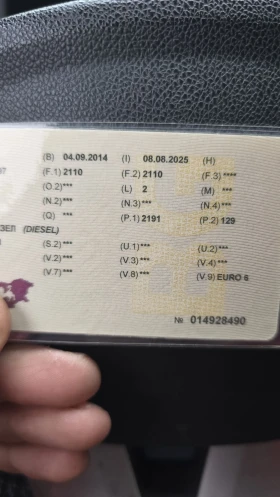 (B) 04.09.2014 (I) 08.08.2025 (H)
(F.1) 2110 (F.2) 2110 (F.3) ****
(O.2) *** (L) 2 (M) ***
(N.2) *** (N.3) *** (N.4) ***
(Q) *** (P.1) 2191 (P.2) 129
ЗЕЛ (DIESEL)
(S.2) *** (U.1) *** (U.2) ***
(V.2) *** (V.3) *** (V.4) ***
(V.7) *** (V.8) *** (V.9) EURO 6
№ 014928490